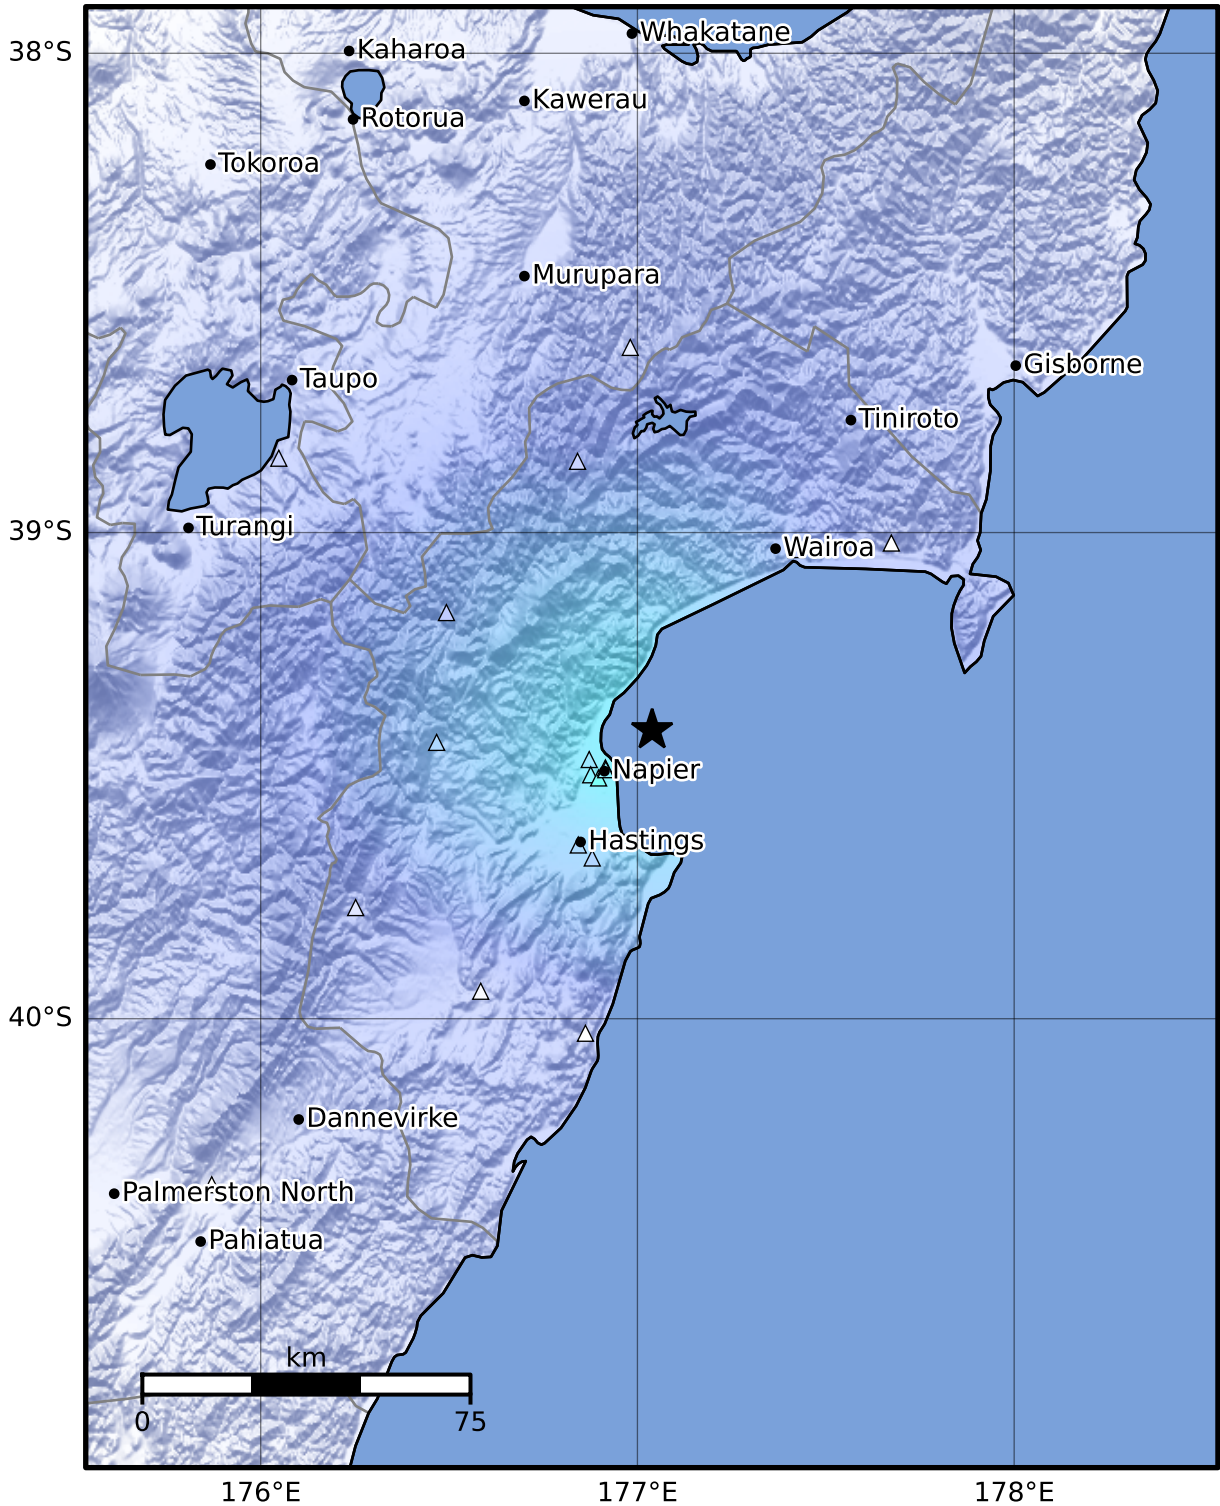 Whakatane
38°S
Kaharoa
Kawerau
Rotorua
Tokoroa
Murupara
Gisborne
Taupo
Tiniroto
Turangi
39°S
Wairoa
Napier
Hastings
40°S
Dannevirke
Palmerston North
Pahiatua
km
0
75
176°E
177°E
178°E